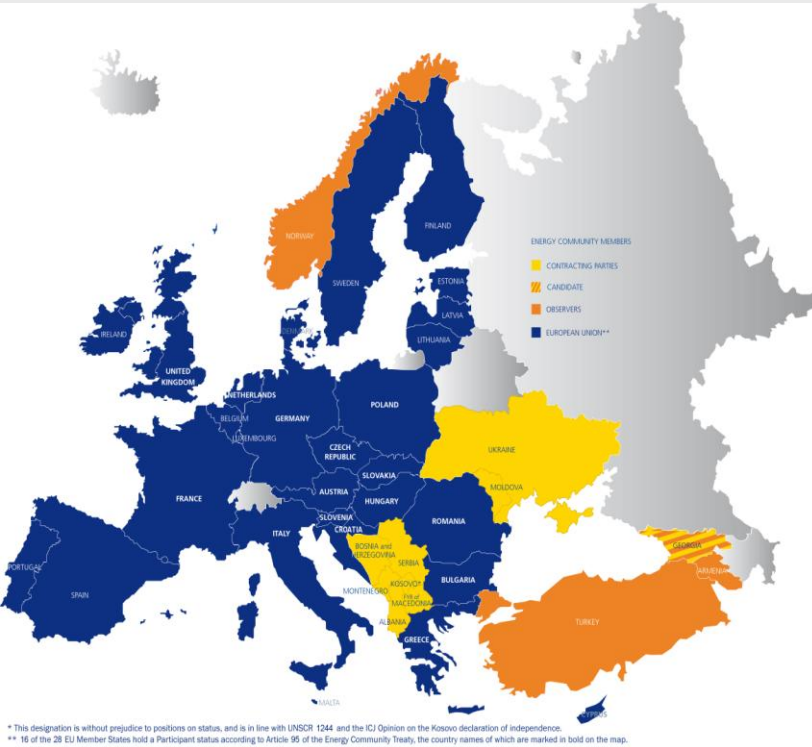 NORWAY
FINLAND
SWEDEN
ESTONIA
LATVIA
LITHUANIA
DENMARK
IRELAND
UNITED
KINGDOM
NETHERLANDS
BELGIUM
LUXEMBOURG
GERMANY
POLAND
CZECH
REPUBLIC
SLOVAKIA
AUSTRIA
HUNGARY
SLOVENIA
CROATIA
FRANCE
ITALY
ROMANIA
BULGARIA
PORTUGAL
SPAIN
UKRAINE
MOLDOVA
BOSNIA and
HERZEGOVINA
SERBIA
MONTENEGRO
KOSOVO*
FYR of
MACEDONIA
ALBANIA
GREECE
MALTA
CYPRUS
TURKEY
GEORGIA
ARMENIA
ENERGY COMMUNITY MEMBERS
CONTRACTING PARTIES
CANDIDATE
OBSERVERS
EUROPEAN UNION**
* This designation is without prejudice to positions on status, and is in line with UNSCR 1244 and the ICJ Opinion on the Kosovo declaration of independence.
** 16 of the 28 EU Member States hold a Participant status according to Article 95 of the Energy Community Treaty, the country names of which are marked in bold on the map.